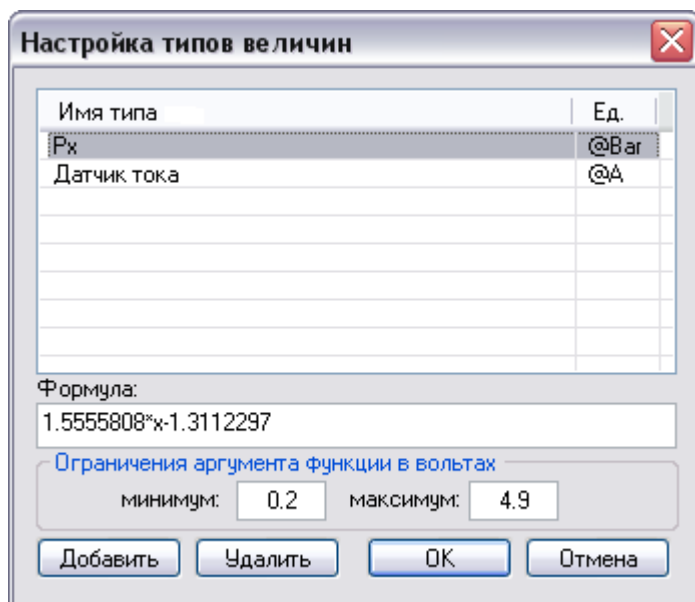 Настройка типов величин
Имя типа Ед.
Px @Bar
Датчик тока @A
Формула:
1.5555808*x-1.3112297
Ограничения аргумента функции в вольтах
минимум: 0.2 максимум: 4.9
Добавить Удалить OK Отмена